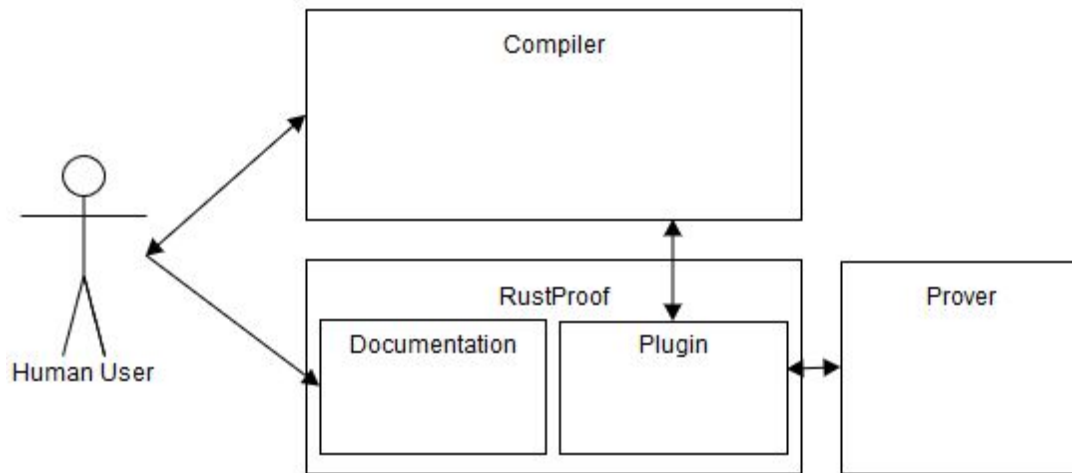 Compiler
RustProof
Prover
Documentation
Plugin
Human User